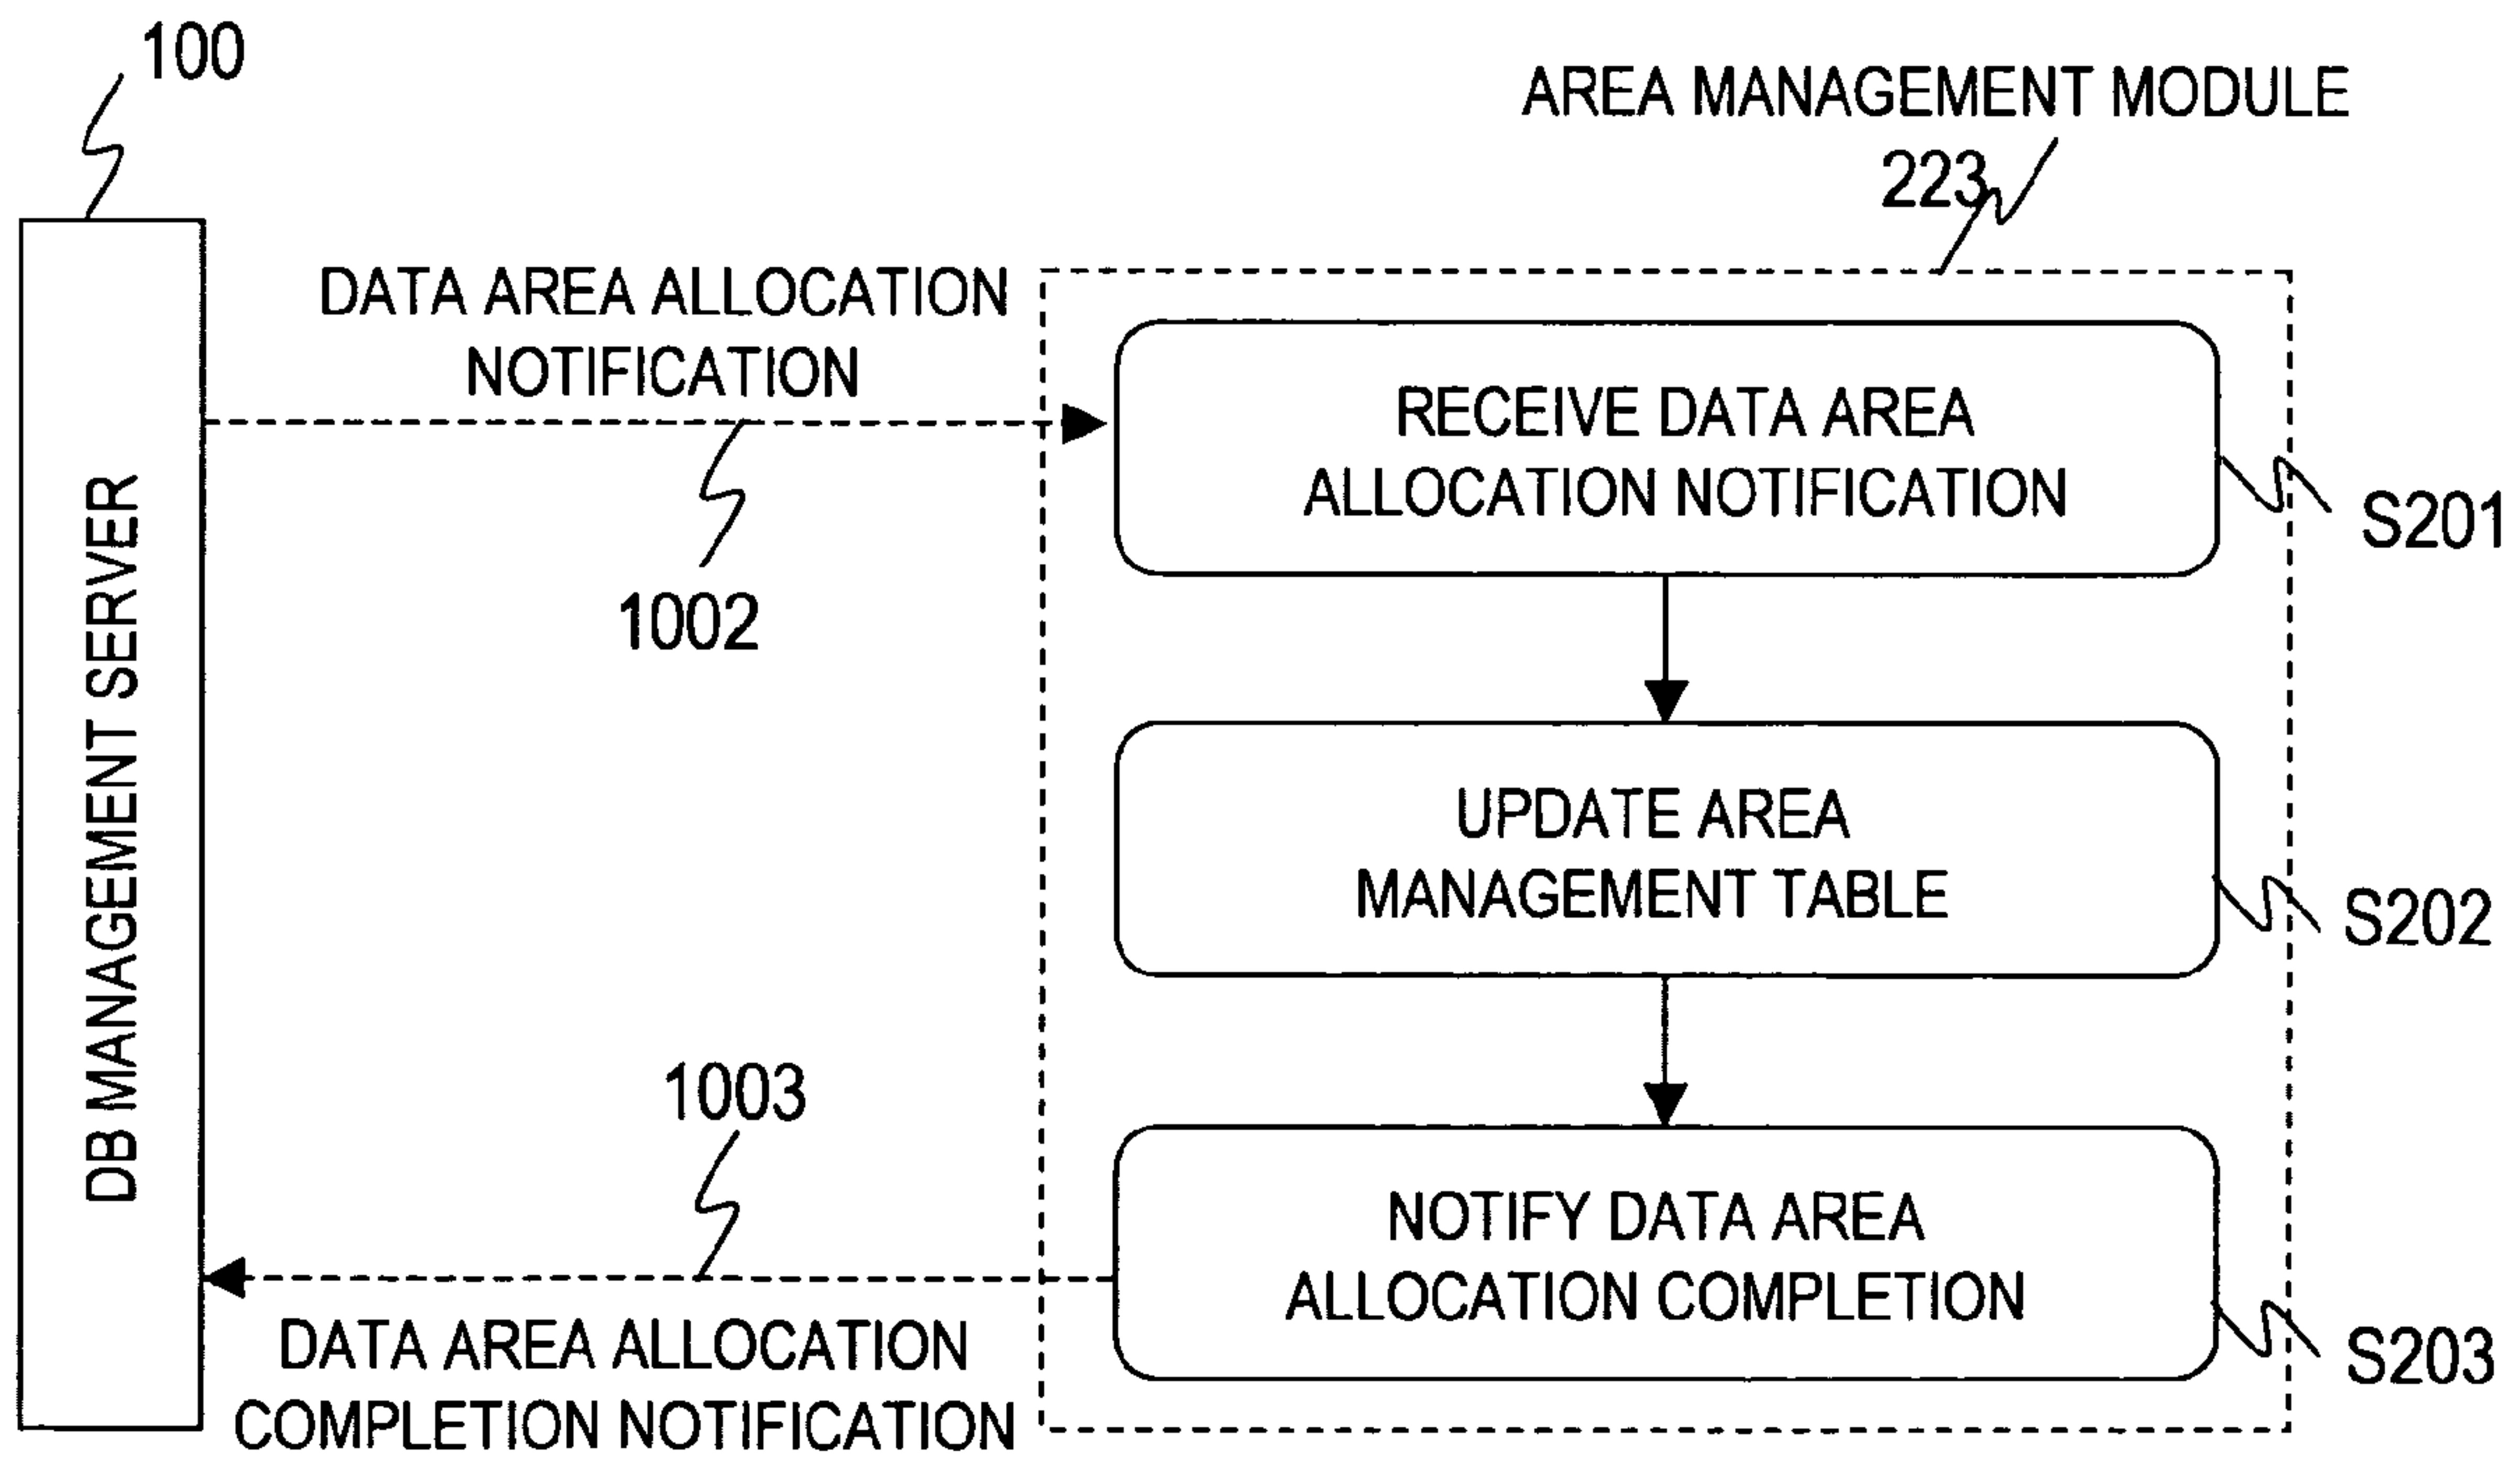 100
AREA MANAGEMENT MODULE
223
DATA AREA ALLOCATION
NOTIFICATION
RECEIVE DATA AREA
ALLOCATION NOTIFICATION
S201
1002
DB MANAGEMENT SERVER
UPDATE AREA
MANAGEMENT TABLE
S202
1003
NOTIFY DATA AREA
ALLOCATION COMPLETION
S203
DATA AREA ALLOCATION
COMPLETION NOTIFICATION